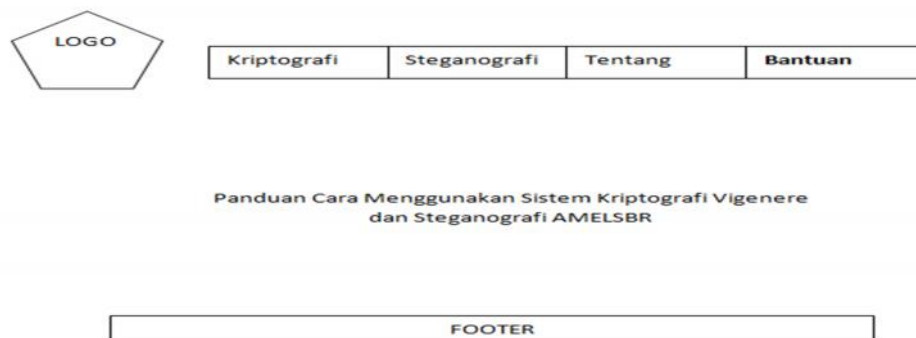 LOGO
Kriptografi Steganografi Tentang Bantuan
Panduan Cara Menggunakan Sistem Kriptografi Vigenere
dan Steganografi AMELSBR
FOOTER